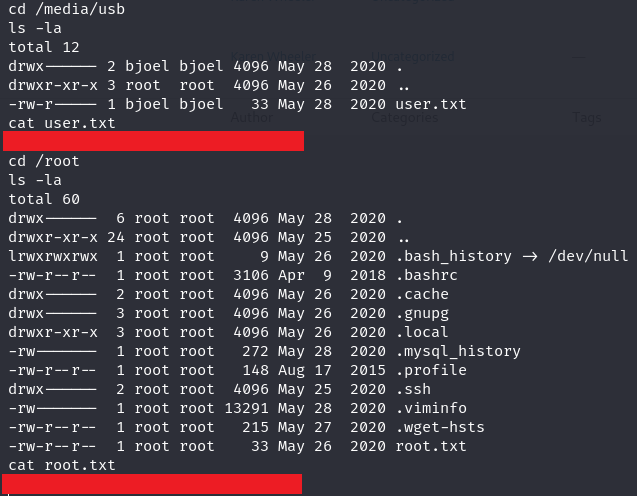 cd /media/usb
ls -la
total 12
drwx------ 2 bjoel bjoel 4096 May 28  2020 .
drwxr-xr-x 3 root  root  4096 May 26  2020 ..
-rw-r----- 1 bjoel bjoel   33 May 28  2020 user.txt
Author Categories Tags
cat user.txt
cd /root
ls -la
total 60
drwx------  6 root root  4096 May 28  2020 .
drwxr-xr-x 24 root root  4096 May 25  2020 ..
lrwxrwxrwx  1 root root     9 May 26  2020 .bash_history -> /dev/null
-rw-r--r--  1 root root  3106 Apr  9  2018 .bashrc
drwx------  2 root root  4096 May 26  2020 .cache
drwx------  3 root root  4096 May 26  2020 .gnupg
drwxr-xr-x  3 root root  4096 May 26  2020 .local
-rw-------  1 root root   272 May 28  2020 .mysql_history
-rw-r--r--  1 root root   148 Aug 17  2015 .profile
drwx------  2 root root  4096 May 25  2020 .ssh
-rw-------  1 root root 13291 May 28  2020 .viminfo
-rw-r--r--  1 root root   215 May 27  2020 .wget-hsts
-rw-r--r--  1 root root    33 May 26  2020 root.txt
cat root.txt